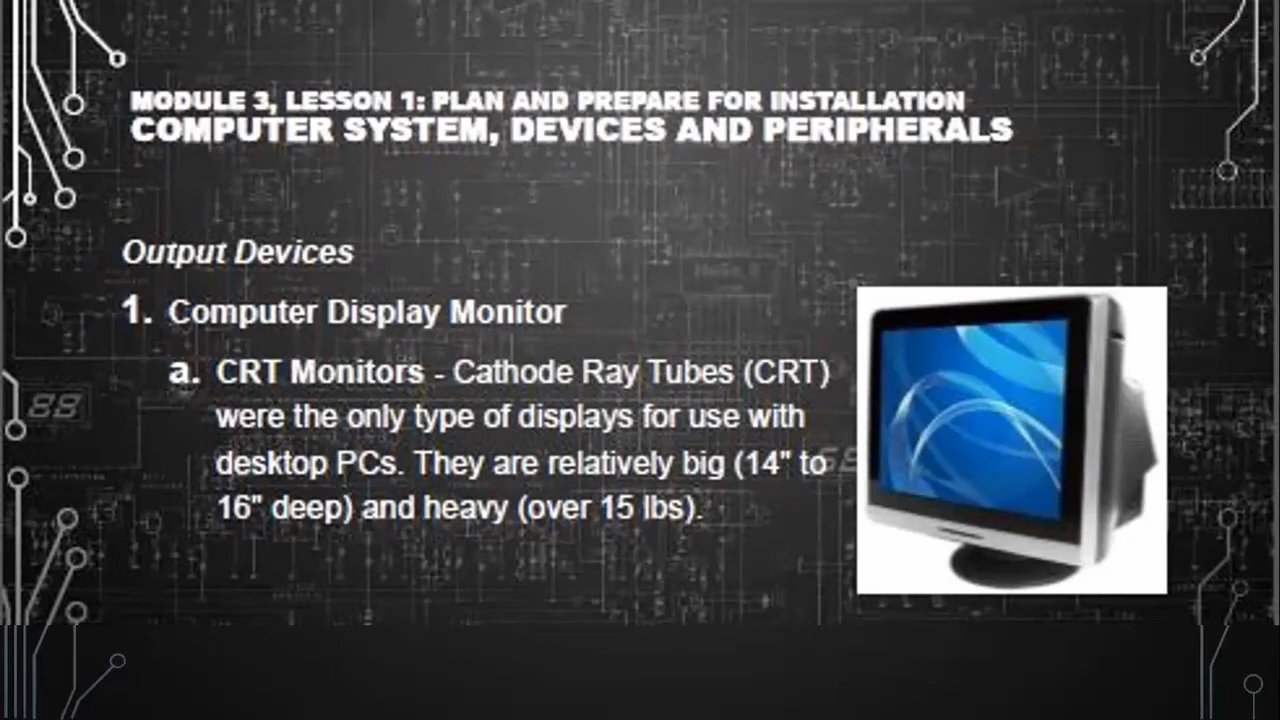 MODULE 3, LESSON 1: PLAN AND PREPARE FOR INSTALLATION
COMPUTER SYSTEM, DEVICES AND PERIPHERALS
Output Devices
1. Computer Display Monitor
a. CRT Monitors - Cathode Ray Tubes (CRT)
were the only type of displays for use with
desktop PCs. They are relatively big (14" to
16" deep) and heavy (over 15 lbs).